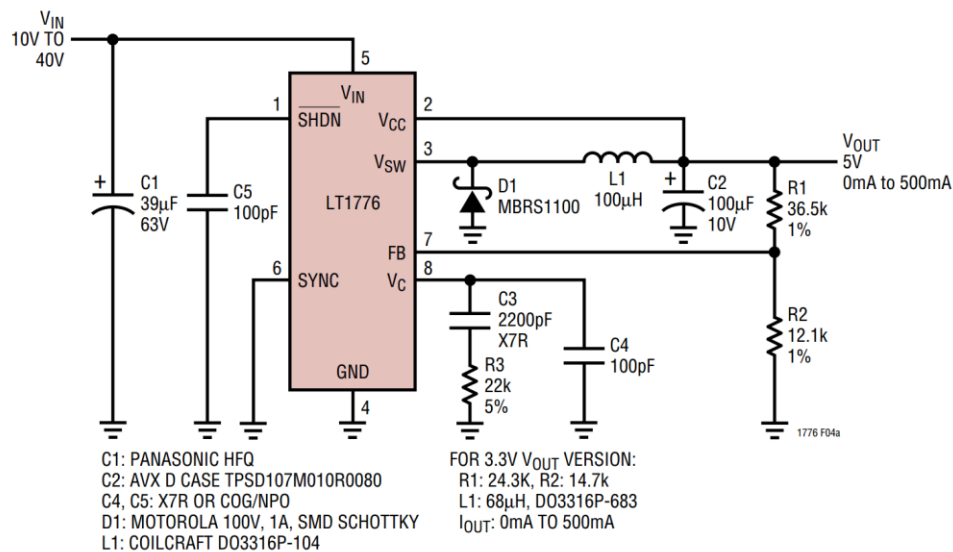 VIN
10V TO
40V
5
VIN
1
SHDN
2
VCC
3
VSW
LT1776
7
FB
6
SYNC
8
VC
GND
4
+
C1
39µF
63V
C5
100pF
D1
MBRS1100
L1
100µH
+
C2
100µF
10V
VOUT
5V
0mA to 500mA
R1
36.5k
1%
R2
12.1k
1%
C3
2200pF
X7R
R3
22k
5%
C4
100pF
1776 F04a
C1: PANASONIC HFQ
C2: AVX D CASE TPSD107M010R0080
C4, C5: X7R OR COG/NPO
D1: MOTOROLA 100V, 1A, SMD SCHOTTKY
L1: COILCRAFT DO3316P-104
FOR 3.3V VOUT VERSION:
R1: 24.3K, R2: 14.7k
L1: 68µH, DO3316P-683
IOUT: 0mA TO 500mA